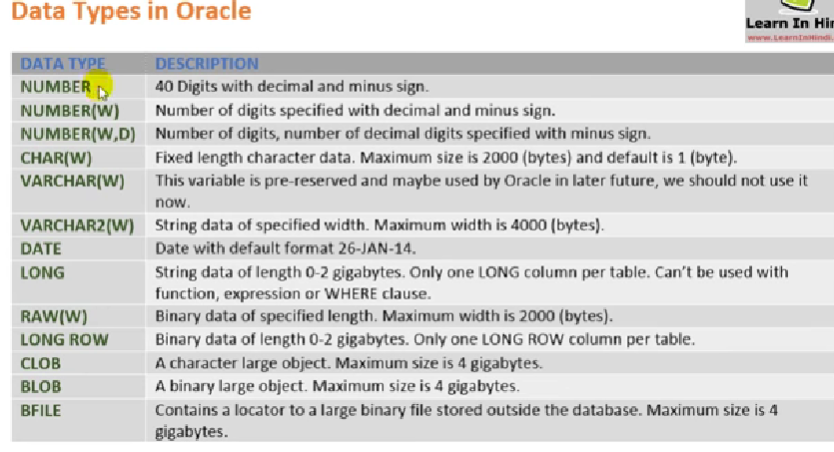 Data Types in Oracle
Learn In Hin
www.LearnInHindi.
DATA TYPE DESCRIPTION
NUMBER 40 Digits with decimal and minus sign.
NUMBER(W) Number of digits specified with decimal and minus sign.
NUMBER(W,D) Number of digits, number of decimal digits specified with minus sign.
CHAR(W) Fixed length character data. Maximum size is 2000 (bytes) and default is 1 (byte).
VARCHAR(W) This variable is pre-reserved and maybe used by Oracle in later future, we should not use it
now.
VARCHAR2(W) String data of specified width. Maximum width is 4000 (bytes).
DATE Date with default format 26-JAN-14.
LONG String data of length 0-2 gigabytes. Only one LONG column per table. Can't be used with
function, expression or WHERE clause.
RAW(W) Binary data of specified length. Maximum width is 2000 (bytes).
LONG ROW Binary data of length 0-2 gigabytes. Only one LONG ROW column per table.
CLOB A character large object. Maximum size is 4 gigabytes.
BLOB A binary large object. Maximum size is 4 gigabytes.
BFILE Contains a locator to a large binary file stored outside the database. Maximum size is 4
gigabytes.